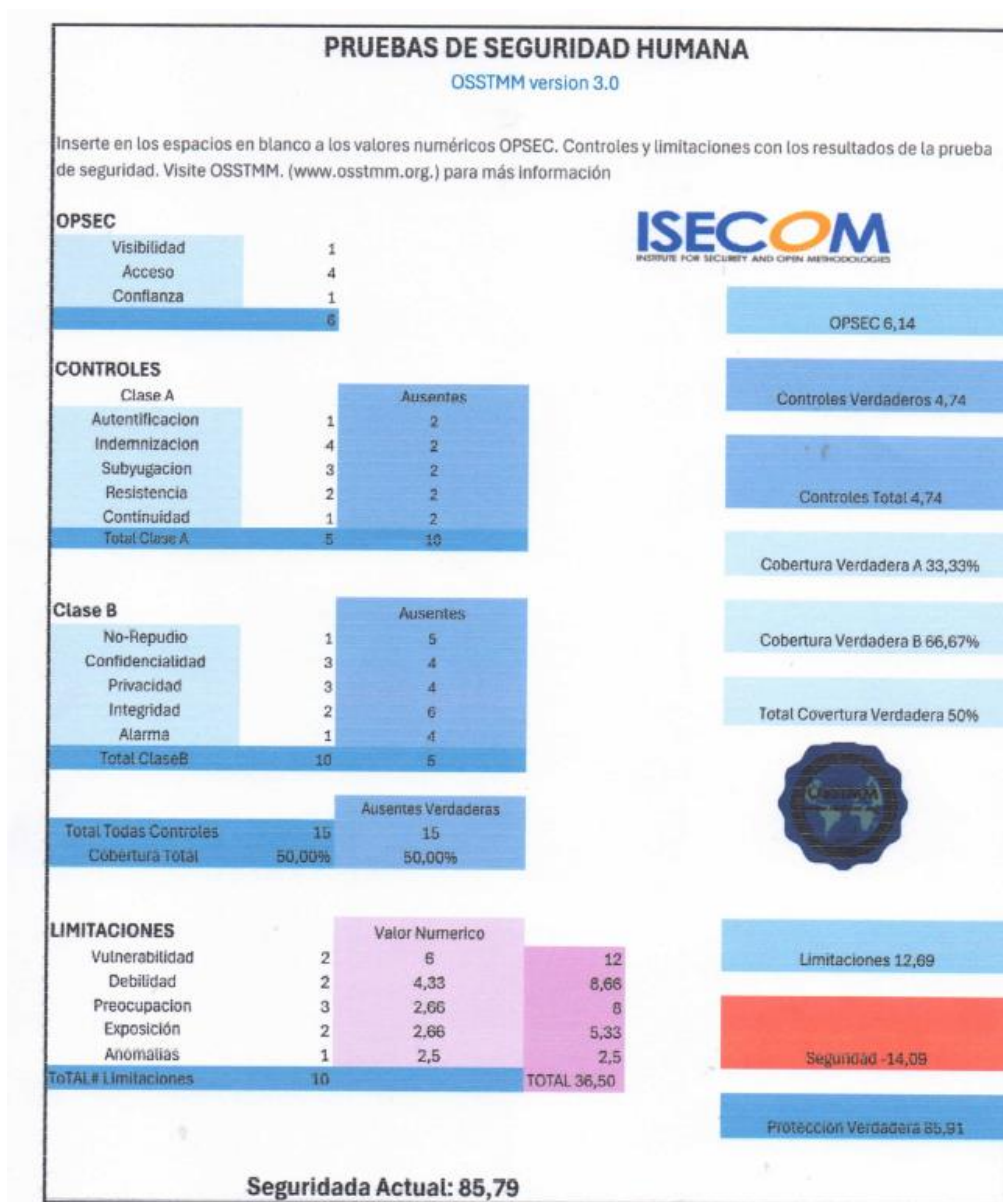 PRUEBAS DE SEGURIDAD HUMANA
OSSTMM version 3.0
Inserte en los espacios en blanco a los valores numéricos OPSEC. Controles y limitaciones con los resultados de la prueba
de seguridad. Visite OSSTMM. (www.osstmm.org.) para más información
OPSEC
ISECOM
INSTITUTE FOR SECURITY AND OPEN METHODOLOGIES
Visibilidad 1
Acceso 4
Confianza 1
6
OPSEC 6,14
CONTROLES
Clase A Ausentes
Controles Verdaderos 4,74
Autentificacion 1 2
Indemnizacion 4 2
Subyugacion 3 2
Resistencia 2 2
Controles Total 4,74
Continuidad 1 2
Total Clase A 5 10
Cobertura Verdadera A 33,33%
Clase B Ausentes
No-Repudio 1 5
Cobertura Verdadera B 66,67%
Confidencialidad 3 4
Privacidad 3 4
Integridad 2 6
Total Covertura Verdadera 50%
Alarma 1 4
Total ClaseB 10 5
OSSTMM
Ausentes Verdaderas
Total Todas Controles 15 15
Cobertura Total 50,00% 50,00%
LIMITACIONES Valor Numerico
Vulnerabilidad 2 6 12
Limitaciones 12,69
Debilidad 2 4,33 8,66
Preocupacion 3 2,66 8
Exposición 2 2,66 5,33
Anomalias 1 2,5 2,5
Seguridad -14,09
ToTAL# Limitaciones 10 TOTAL 36,50
Proteccion Verdadera 85,91
Seguridada Actual: 85,79